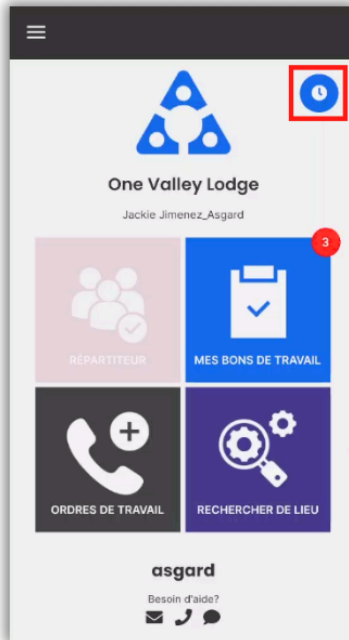 One Valley Lodge
Jackie Jimenez_Asgard
3
RÉPARTITEUR
MES BONS DE TRAVAIL
ORDRES DE TRAVAIL
RECHERCHER DE LIEU
asgard
Besoin d'aide?